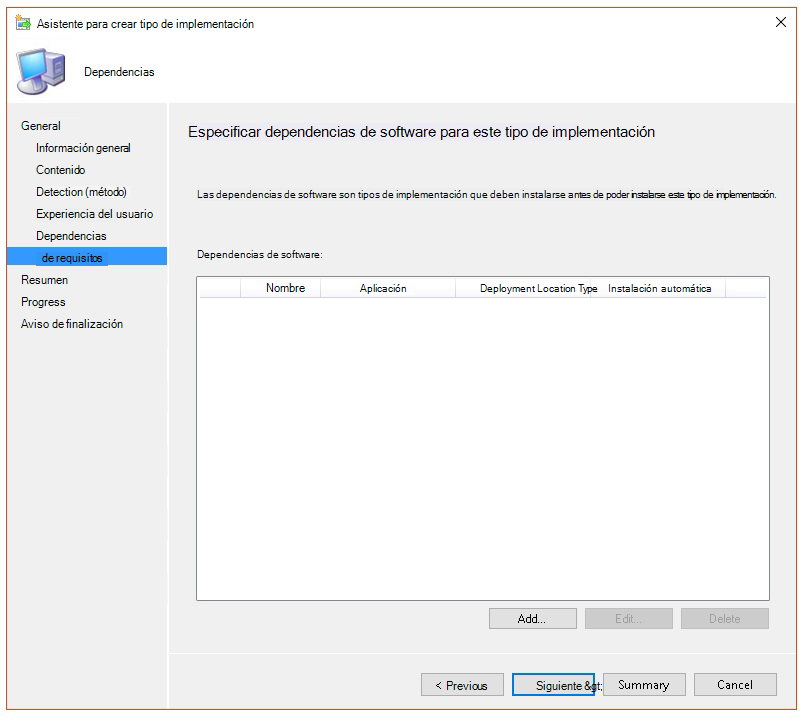 Asistente para crear tipo de implementación
Dependencias
General
Información general
Contenido
Detection (método)
Experiencia del usuario
Dependencias
de requisitos
Resumen
Progress
Aviso de finalización
Especificar dependencias de software para este tipo de implementación
Las dependencias de software son tipos de implementación que deben instalarse antes de poder instalarse este tipo de implementación.
Dependencias de software:
Nombre Aplicación Deployment Location Type Instalación automática
Add... Edit... Delete
< Previous Siguiente &gt; Summary Cancel